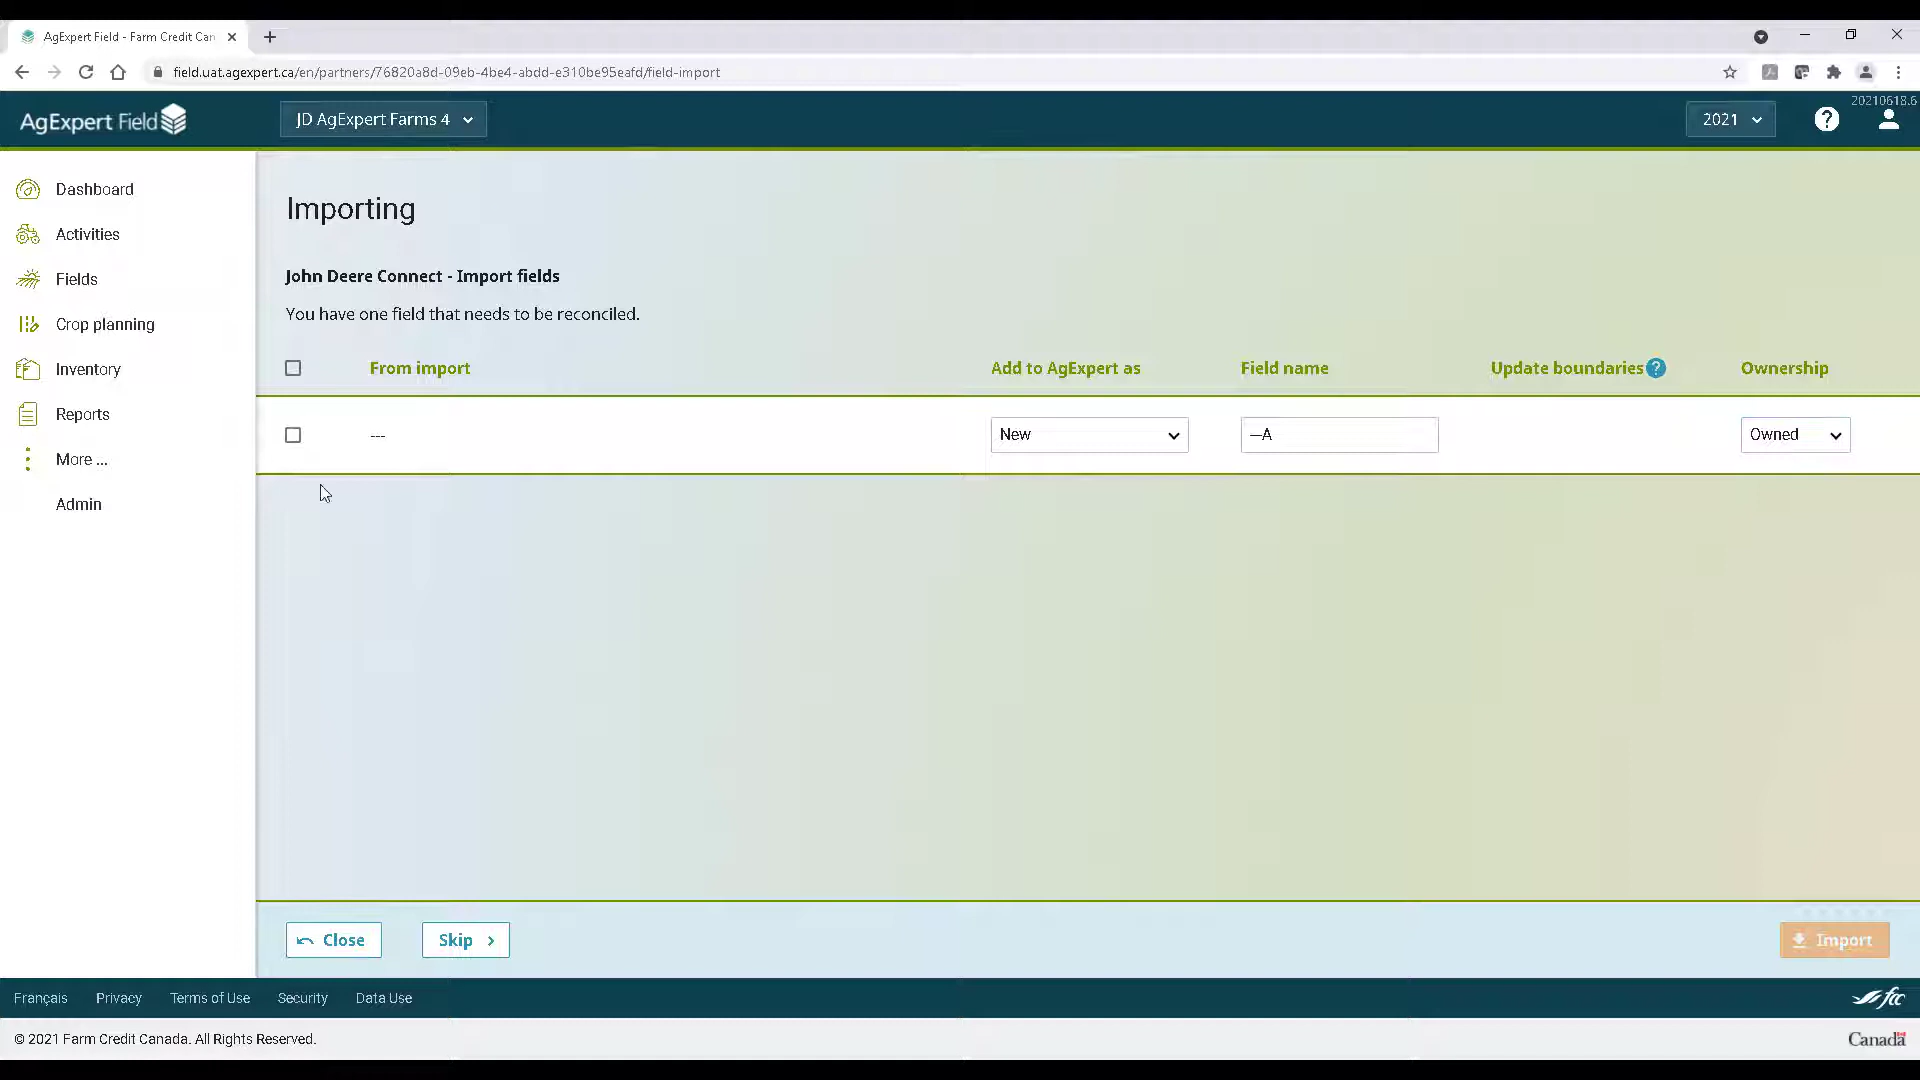 AgExpert Field - Farm Credit Can
field.uat.agexpert.ca/en/partners/76820a8d-09eb-4be4-abdd-e310be95eafd/field-import
AgExpert Field
JD AgExpert Farms 4
2021
20210618.6
Dashboard
Activities
Fields
Crop planning
Inventory
Reports
More ...
Admin
Importing
John Deere Connect - Import fields
You have one field that needs to be reconciled.
From import
Add to AgExpert as
Field name
Update boundaries
Ownership
---
New
---A
Owned
Close
Skip
Import
Français
Privacy
Terms of Use
Security
Data Use
fcc
© 2021 Farm Credit Canada. All Rights Reserved.
Canada